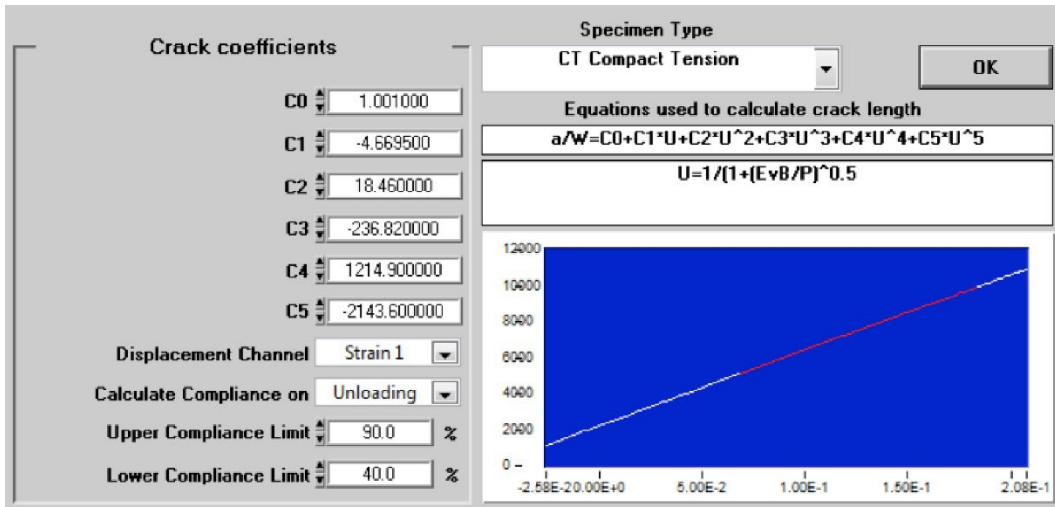 Crack coefficients
C0 1.001000
C1 -4.669500
C2 18.460000
C3 -236.820000
C4 1214.900000
C5 -2143.600000
Displacement Channel Strain 1
Calculate Compliance on Unloading
Upper Compliance Limit 90.0 %
Lower Compliance Limit 40.0 %
Specimen Type
CT Compact Tension
OK
Equations used to calculate crack length
a/W=C0+C1*U+C2*U^2+C3*U^3+C4*U^4+C5*U^5
U=1/(1+(EvB/P)^0.5
12000
10000
8000
6000
4000
2000
0
-2.58E-2 0.00E+0 5.00E-2 1.00E-1 1.50E-1 2.08E-1